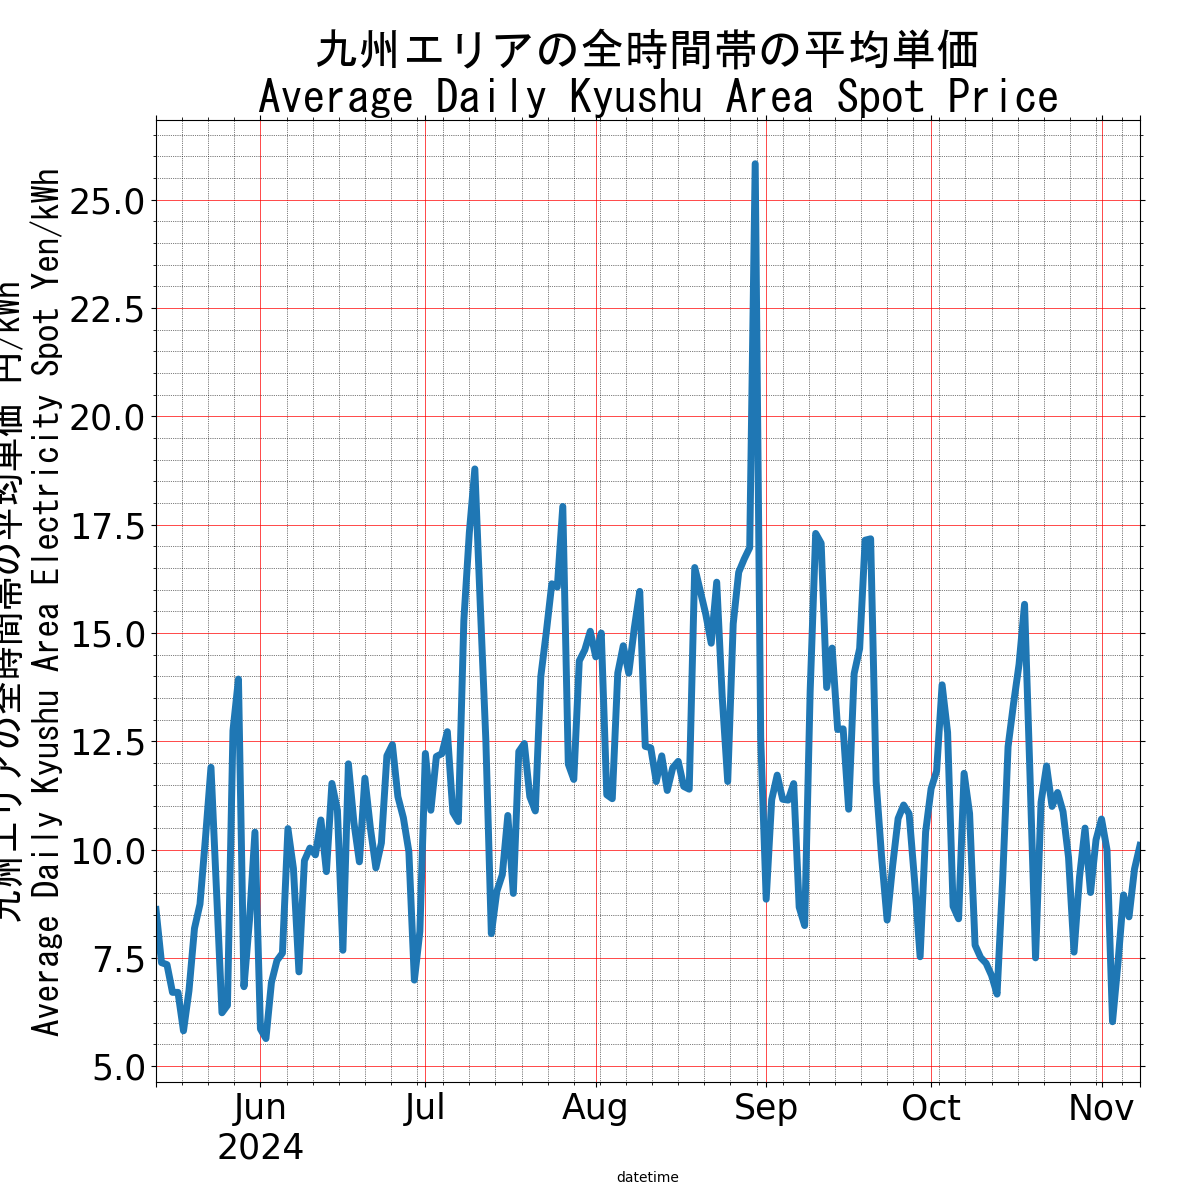 九州エリアの全時間帯の平均単価
Average Daily Kyushu Area Spot Price
九州エリアの全時間帯の平均単価 円/kWh
Average Daily Kyushu Area Electricity Spot Yen/kWh
25.0
22.5
20.0
17.5
15.0
12.5
10.0
7.5
5.0
Jun
2024
Jul
Aug
Sep
Oct
Nov
datetime